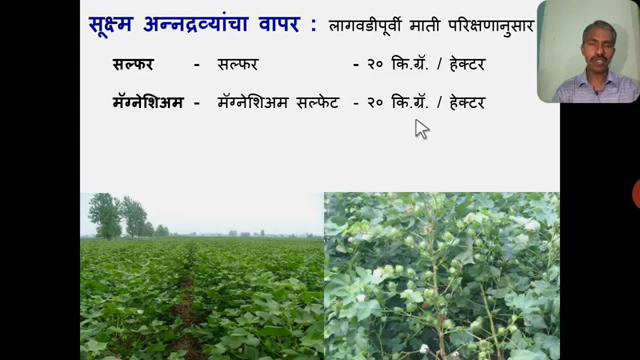 सूक्ष्म अन्नद्रव्यांचा वापर : लागवडीपूर्वी माती परिक्षणानुसार
सल्फर - सल्फर - २० कि.ग्रॅ. / हेक्टर
मॅग्नेशिअम - मॅग्नेशिअम सल्फेट - २० कि.ग्रॅ. / हेक्टर